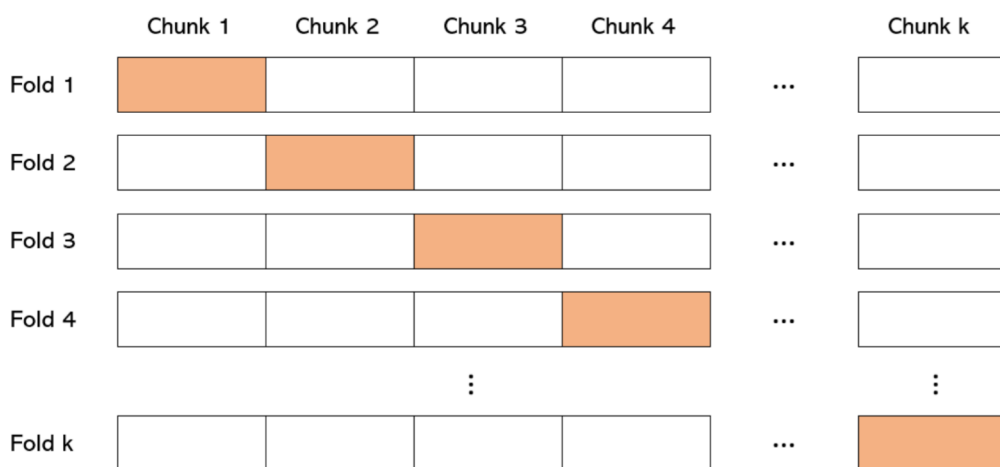 Chunk 1 Chunk 2 Chunk 3 Chunk 4 Chunk k
Fold 1 ...
Fold 2 ...
Fold 3 ...
Fold 4 ...
⋮ ⋮
Fold k ...